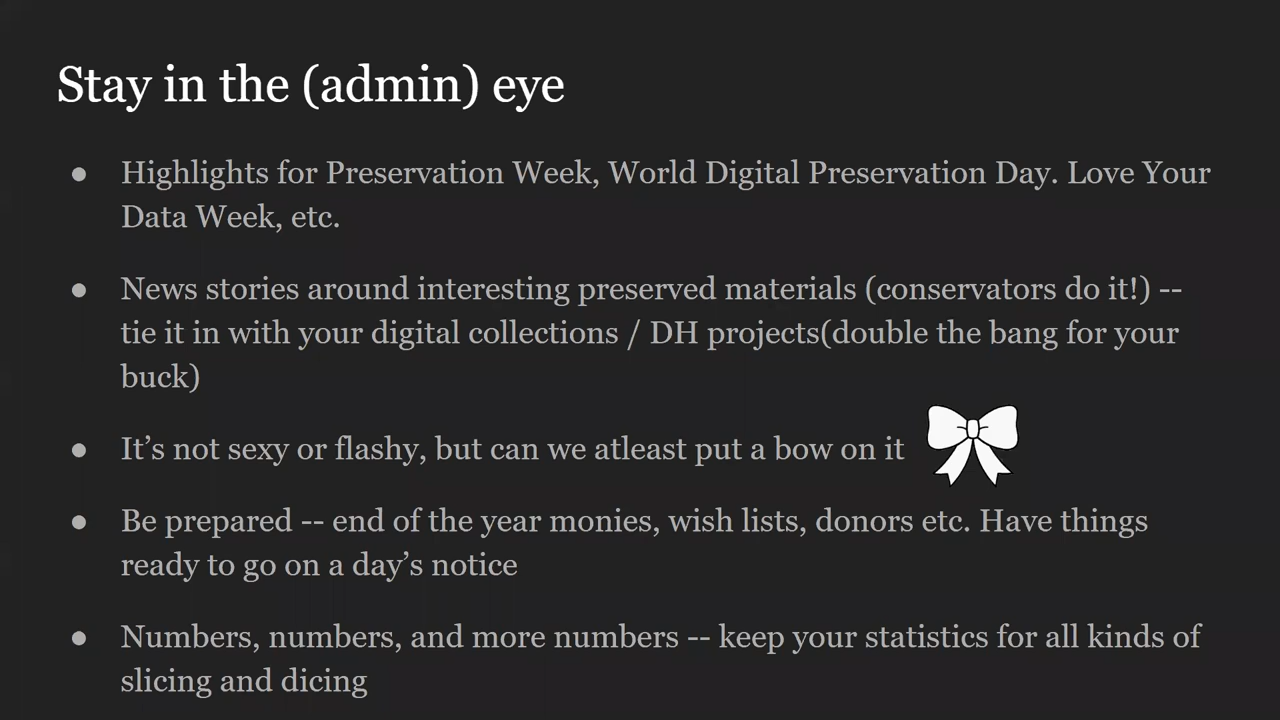 Stay in the (admin) eye
● Highlights for Preservation Week, World Digital Preservation Day. Love Your
Data Week, etc.
● News stories around interesting preserved materials (conservators do it!) --
tie it in with your digital collections / DH projects(double the bang for your
buck)
● It’s not sexy or flashy, but can we atleast put a bow on it
● Be prepared -- end of the year monies, wish lists, donors etc. Have things
ready to go on a day’s notice
● Numbers, numbers, and more numbers -- keep your statistics for all kinds of
slicing and dicing